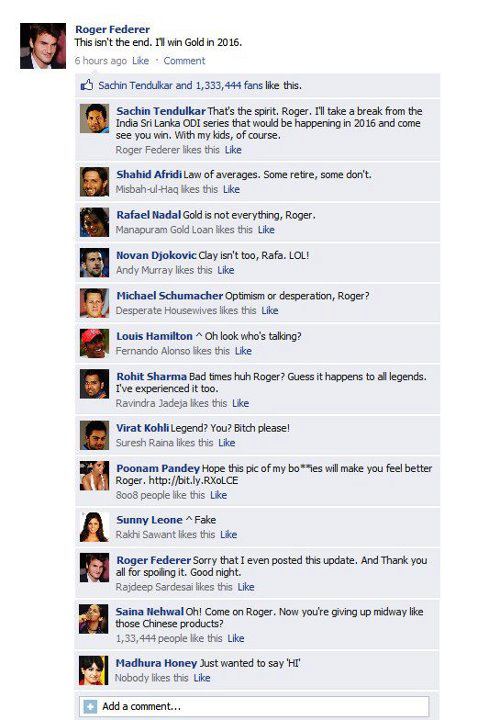 Roger Federer
This isn't the end. I'll win Gold in 2016.
6 hours ago Like · Comment
Sachin Tendulkar and 1,333,444 fans like this.
Sachin Tendulkar That's the spirit. Roger. I'll take a break from the
India Sri Lanka ODI series that would be happening in 2016 and come
see you win. With my kids, of course.
Roger Federer likes this Like
Shahid Afridi Law of averages. Some retire, some don't.
Misbah-ul-Haq likes this Like
Rafael Nadal Gold is not everything, Roger.
Manapuram Gold Loan likes this Like
Novan Djokovic Clay isn't too, Rafa. LOL!
Andy Murray likes this Like
Michael Schumacher Optimism or desperation, Roger?
Desperate Housewives likes this Like
Louis Hamilton ^ Oh look who's talking?
Fernando Alonso likes this Like
Rohit Sharma Bad times huh Roger? Guess it happens to all legends.
I've experienced it too.
Ravindra Jadeja likes this Like
Virat Kohli Legend? You? Bitch please!
Suresh Raina likes this Like
Poonam Pandey Hope this pic of my bo**ies will make you feel better
Roger. http://bit.ly.RXoLCE
8oo8 people like this Like
Sunny Leone ^ Fake
Rakhi Sawant likes this Like
Roger Federer Sorry that I even posted this update. And Thank you
all for spoiling it. Good night.
Rajdeep Sardesai likes this Like
Saina Nehwal Oh! Come on Roger. Now you're giving up midway like
those Chinese products?
1,33,444 people like this Like
Madhura Honey Just wanted to say 'HI'
Nobody likes this Like
Add a comment...